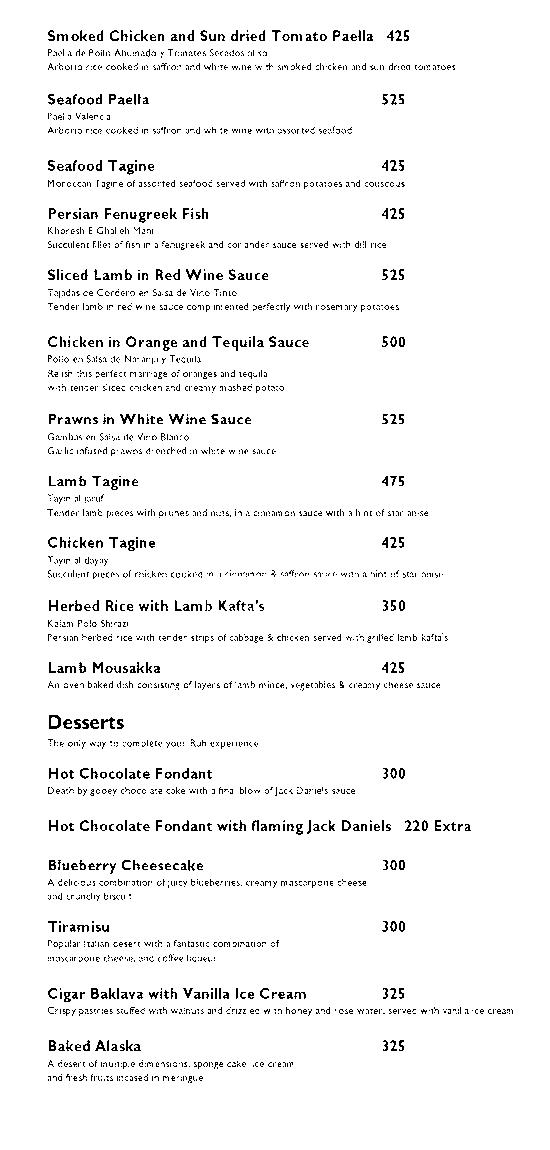 Smoked Chicken and Sun dried Tomato Paella 425
Paella de Pollo Ahumado y Tomates Secados al so
Arborio rice cooked in saffron and white wine with smoked chicken and sun dried tomatoes
Seafood Paella 525
Paella Valencia
Arborio rice cooked in saffron and white wine with assorted seafood
Seafood Tagine 425
Moroccan Tagine of assorted seafood served with saffron potatoes and couscous
Persian Fenugreek Fish 425
Khoresh E Ghalieh Mani
Succulent fillet of fish in a fenugreek and coriander sauce served with dill rice
Sliced Lamb in Red Wine Sauce 525
Tajadas de Cordero en Salsa de Vino Tinto
Tender lamb in red wine sauce complimented perfectly with rosemary potatoes
Chicken in Orange and Tequila Sauce 500
Pollo en Salsa de Naranja y Tequila
Relish this perfect marriage of oranges and tequila
with tender sliced chicken and creamy mashed potato
Prawns in White Wine Sauce 525
Gambas en Salsa de Vino Blanco
Garlic infused prawns drenched in white wine sauce
Lamb Tagine 475
Tayin al
Tender lamb pieces with prunes and nuts, in a cinnamon sauce with a hint of star anise
Chicken Tagine 425
Tayin al dajaj
Succulent pieces of chicken cooked in a cinnamon & saffron sauce with a hint of star anise
Herbed Rice with Lamb Kafta's 350
Kalam Polo Shirazi
Persian herbed rice with tender strips of cabbage & chicken served with grilled lamb kafta's
Lamb Mousakka 425
An oven baked dish consisting of layers of lamb mince, vegetables & creamy cheese sauce
Desserts
The only way to complete your Ruh experience
Hot Chocolate Fondant 300
Death by gooey chocolate cake with a final blow of Jack Daniel's sauce
Hot Chocolate Fondant with flaming Jack Daniels 220 Extra
Blueberry Cheesecake 300
A delicious combination of juicy blueberries, creamy mascarpone cheese
and crunchy biscuit
Tiramisu 300
Popular Italian desert with a fantastic combination of
mascarpone cheese, and coffee liqueur
Cigar Baklava with Vanilla Ice Cream 325
Crispy pastries stuffed with walnuts and drizzled with honey and rose water, served with vanilla ice cream
Baked Alaska 325
A desert of multiple dimensions, sponge cake, ice cream
and fresh fruits incased in meringue